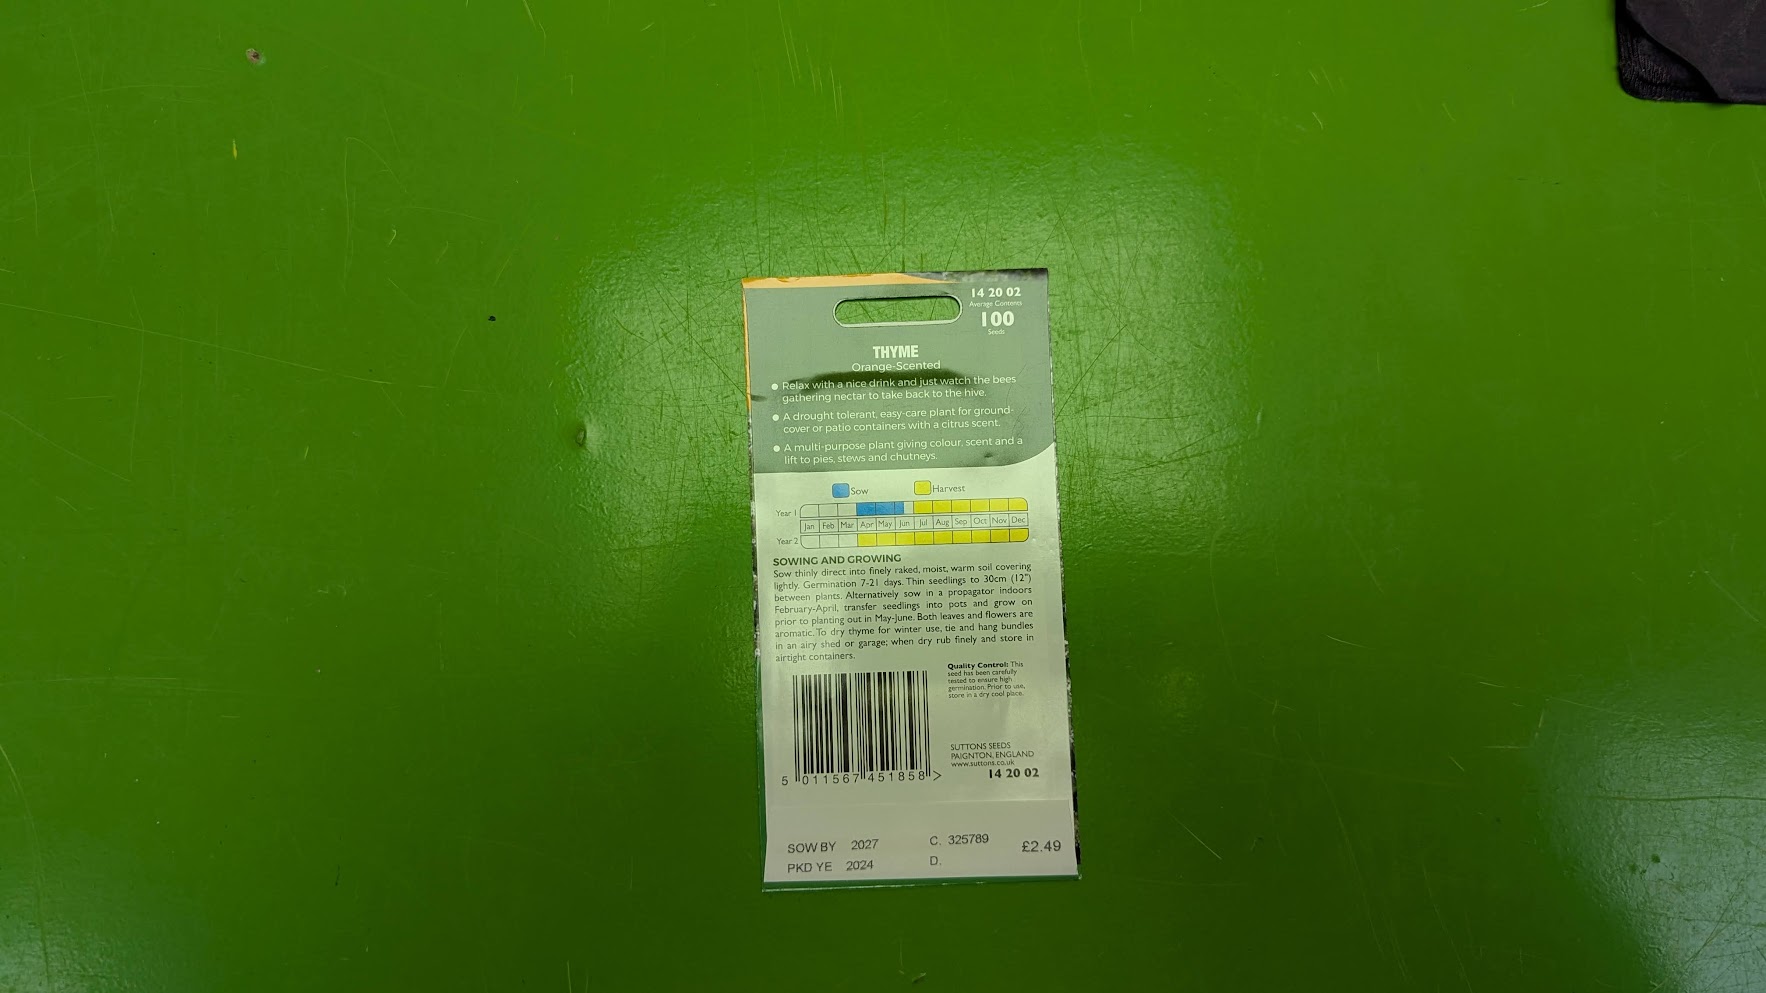 14 20 02
Average Contents
100
Seeds
THYME
Orange-Scented
Relax with a nice drink and just watch the bees
gathering nectar to take back to the hive.
A drought tolerant, easy-care plant for ground-
cover or patio containers with a citrus scent.
A multi-purpose plant giving colour, scent and a
lift to pies, stews and chutneys.
Sow Harvest
Year 1
Jan Feb Mar Apr May Jun Jul Aug Sep Oct Nov Dec
Year 2
SOWING AND GROWING
Sow thinly direct into finely raked, moist, warm soil covering
lightly. Germination 7-21 days. Thin seedlings to 30cm (12")
between plants. Alternatively sow in a propagator indoors
February-April, transfer seedlings into pots and grow on
prior to planting out in May-June. Both leaves and flowers are
aromatic. To dry thyme for winter use, tie and hang bundles
in an airy shed or garage; when dry rub finely and store in
airtight containers.
Quality Control: This
seed has been carefully
tested to ensure high
germination. Prior to use,
store in a dry cool place.
SUTTONS SEEDS
PAIGNTON, ENGLAND
www.suttons.co.uk
14 20 02
5 011567 451858 >
SOW BY 2027 C. 325789 £2.49
PKD YE 2024 D.